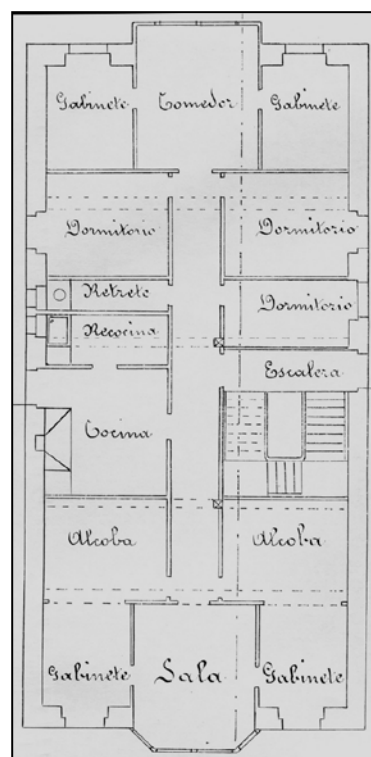 Gabinete
Comedor
Gabinete
Dormitorio
Dormitorio
Retrete
Dormitorio
Recocina
Escalera
Cocina
Alcoba
Alcoba
Gabinete
Sala
Gabinete